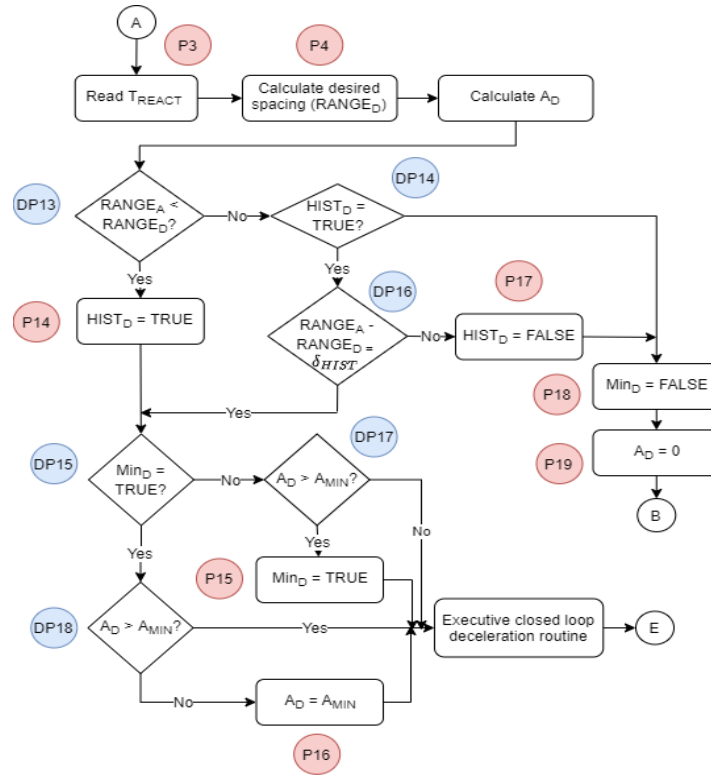 A
P3
P4
Read T_REACT
Calculate desired
spacing (RANGE_D)
Calculate A_D
DP13
RANGE_A <
RANGE_D?
No
DP14
HIST_D =
TRUE?
Yes
Yes
P14
HIST_D = TRUE
DP16
RANGE_A -
RANGE_D =
δ_HIST
No
P17
HIST_D = FALSE
P18
Min_D = FALSE
Yes
DP15
Min_D =
TRUE?
No
DP17
A_D > A_MIN?
No
P19
A_D = 0
B
Yes
Yes
P15
Min_D = TRUE
DP18
A_D > A_MIN?
Yes
Executive closed loop
deceleration routine
E
No
A_D = A_MIN
P16